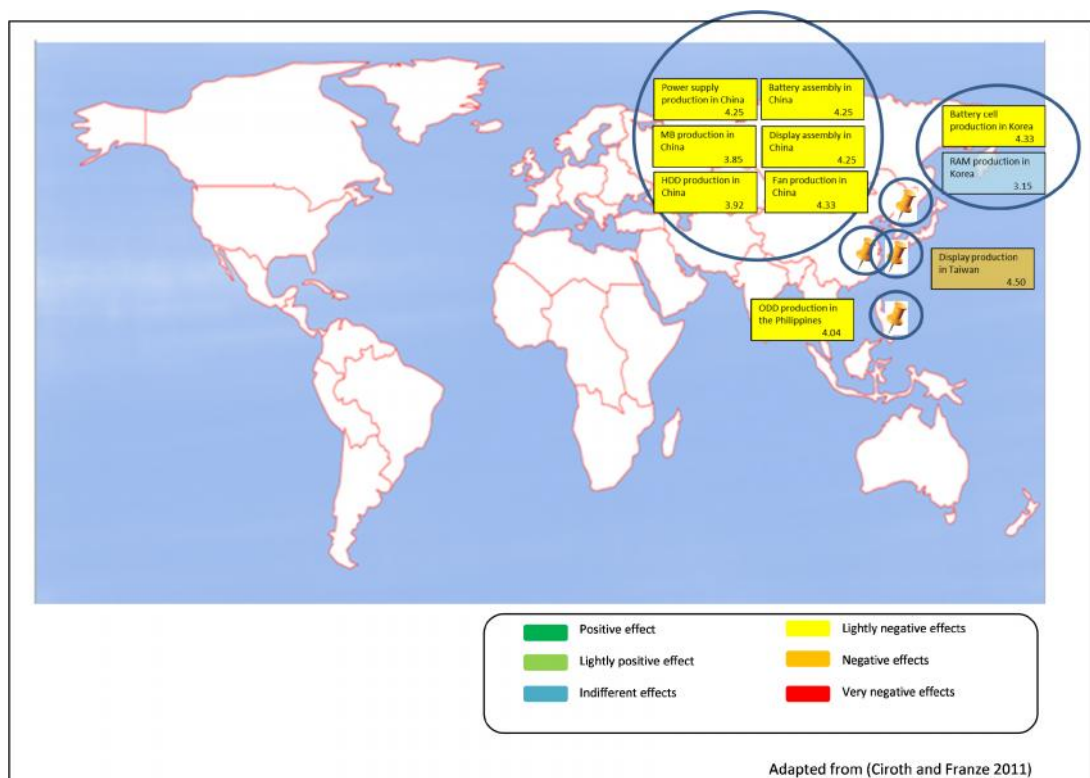 Power supply
production in China
4.25
Battery assembly in
China
4.25
MB production in
China
3.85
Display assembly in
China
4.25
HDD production in
China
3.92
Fan production in
China
4.33
Battery cell
production in Korea
4.33
RAM production in
Korea
3.15
Display production
in Taiwan
4.50
ODD production in
the Philippines
4.04
Positive effect
Lightly positive effect
Indifferent effects
Lightly negative effects
Negative effects
Very negative effects
Adapted from (Ciroth and Franze 2011)